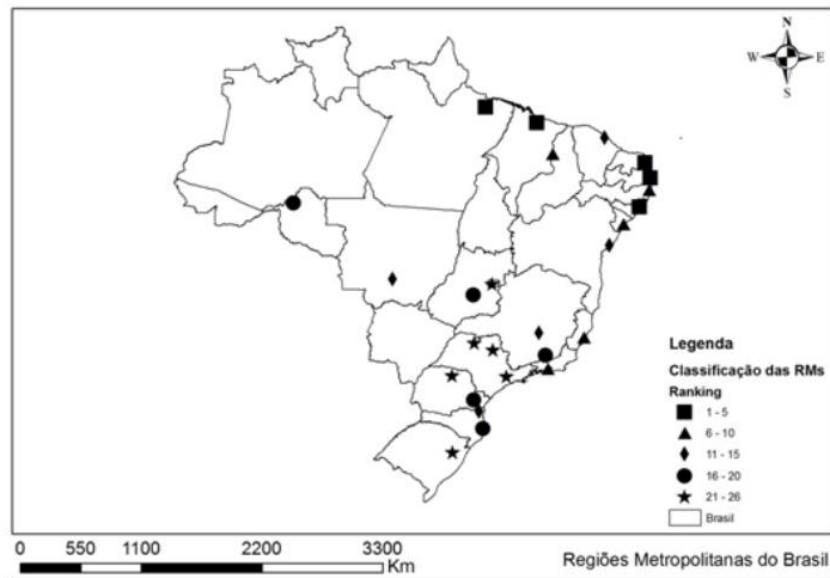 N
W E
S
Legenda
Classificação das RMs
Ranking
1 - 5
6 - 10
11 - 15
16 - 20
21 - 26
Brasil
0 550 1100 2200 3300
Km
Regiões Metropolitanas do Brasil